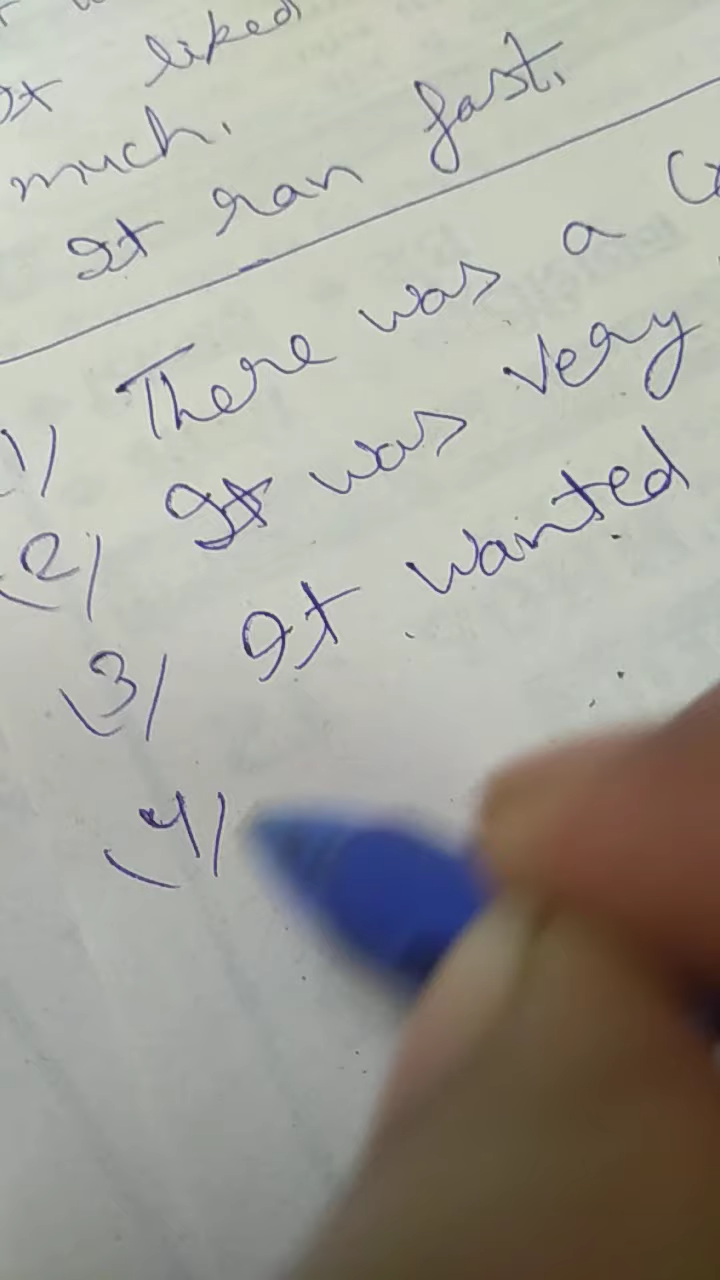 It liked
much.
It ran fast.
(1) There was a
(2) It was very
(3) It wanted
(4)